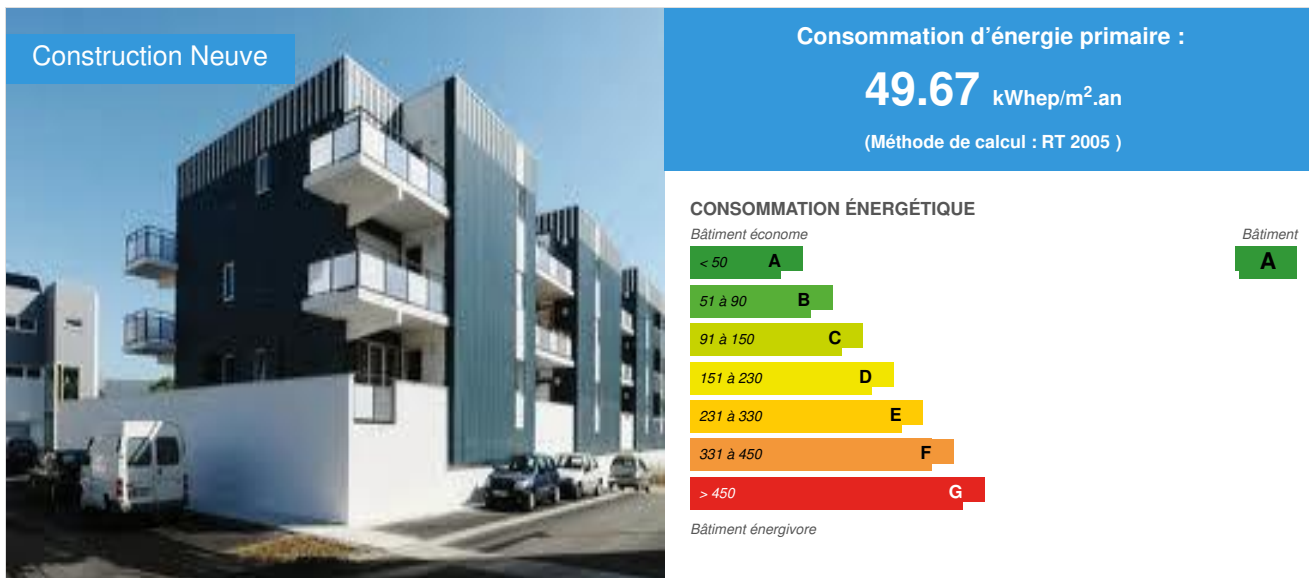 Construction Neuve
Consommation d'énergie primaire :
49.67 kWhep/m².an
(Méthode de calcul : RT 2005 )
CONSOMMATION ÉNERGÉTIQUE
Bâtiment économe
Bâtiment
< 50 A
A
51 à 90 B
91 à 150 C
151 à 230 D
231 à 330 E
331 à 450 F
> 450 G
Bâtiment énergivore